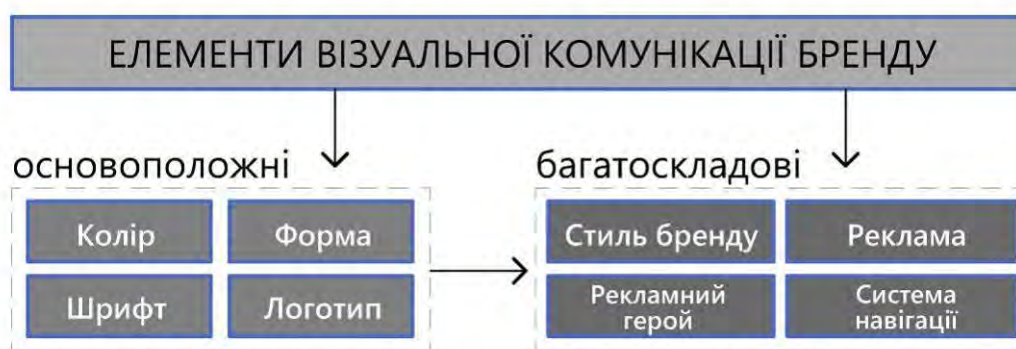 ЕЛЕМЕНТИ ВІЗУАЛЬНОЇ КОМУНІКАЦІЇ БРЕНДУ
основоположні
багатоскладові
Колір
Форма
Шрифт
Логотип
Стиль бренду
Реклама
Рекламний
герой
Система
навігації